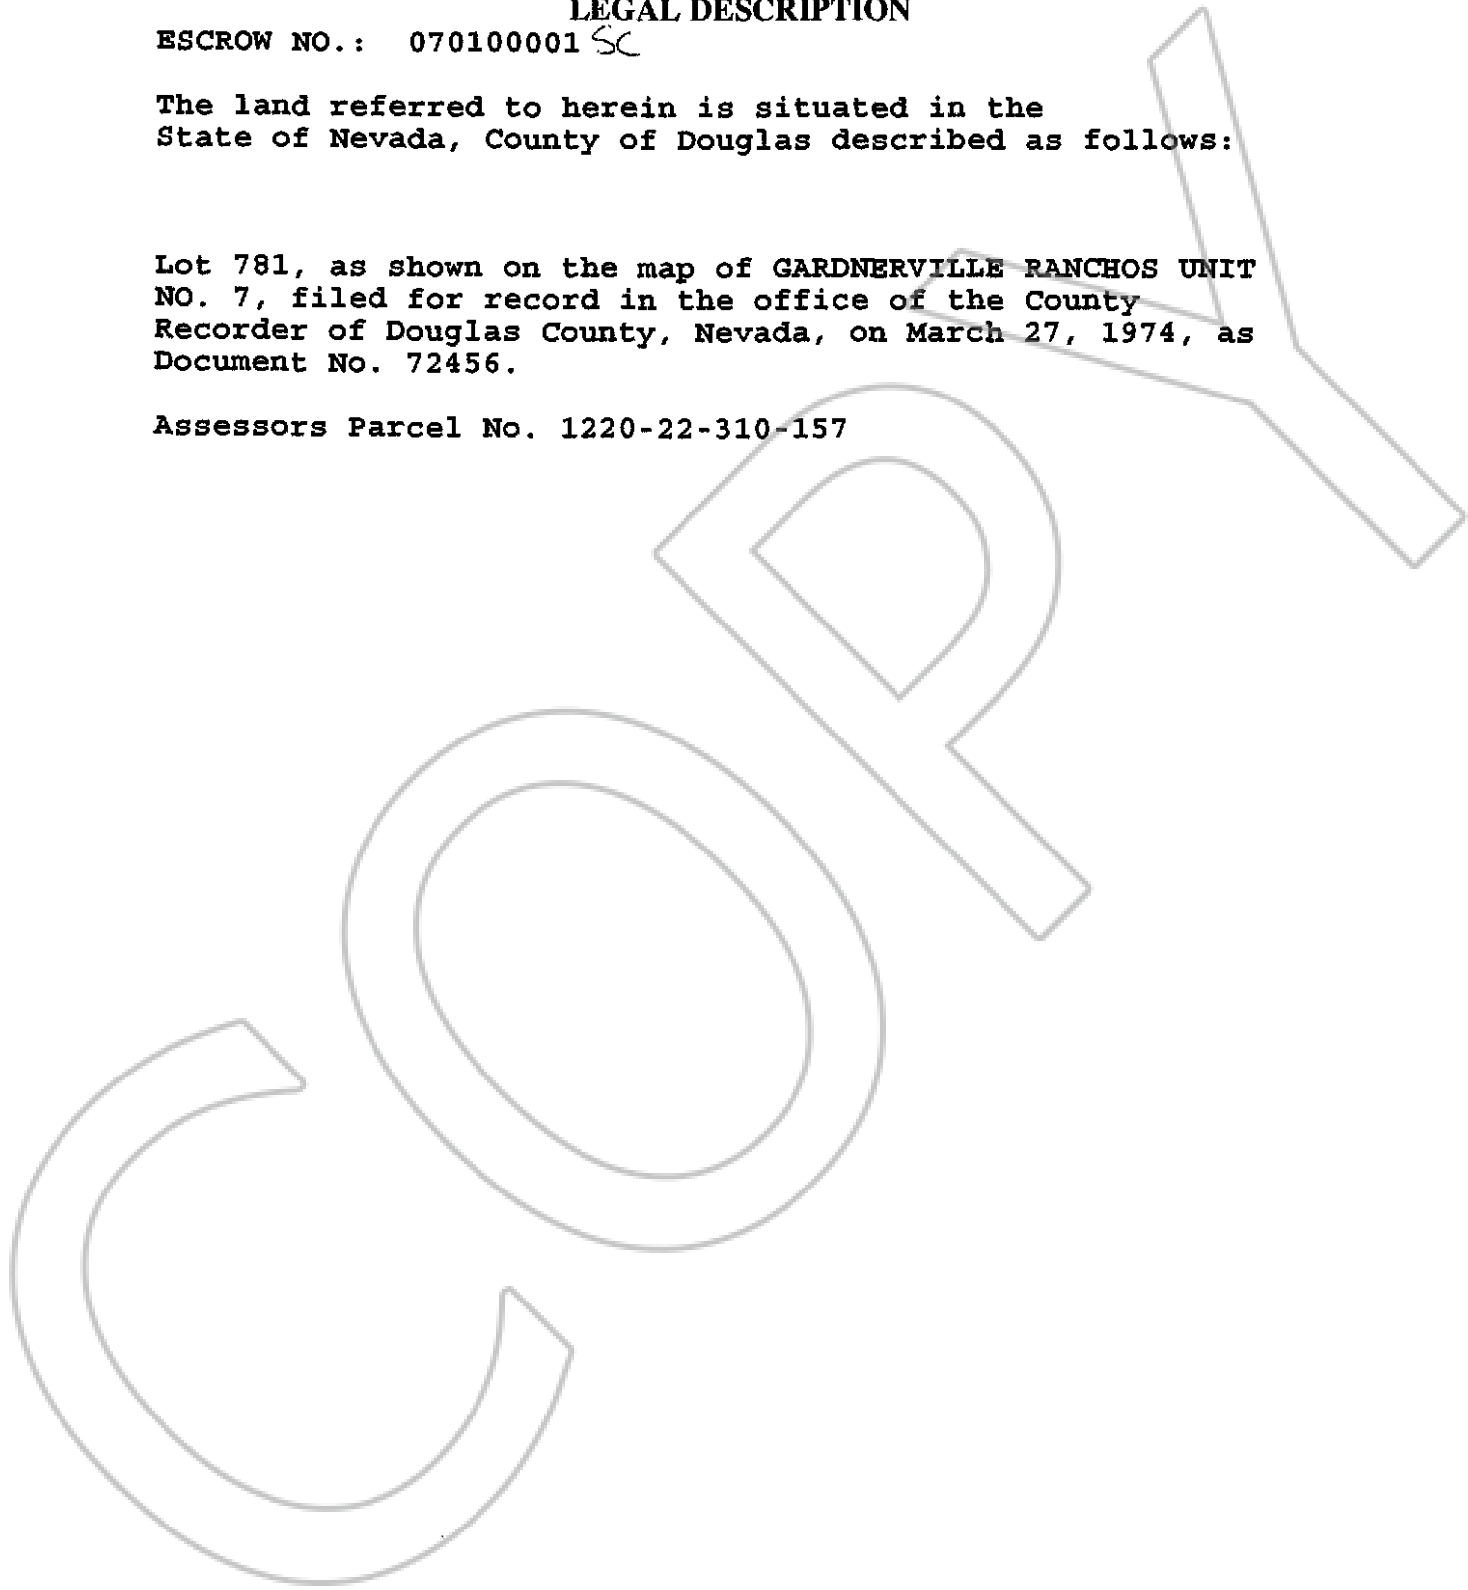 LEGAL DESCRIPTION
ESCROW NO.: 070100001 SC
The land referred to herein is situated in the
State of Nevada, County of Douglas described as follows:
Lot 781, as shown on the map of GARDNERVILLE RANCHOS UNIT
NO. 7, filed for record in the office of the County
Recorder of Douglas County, Nevada, on March 27, 1974, as
Document No. 72456.
Assessors Parcel No. 1220-22-310-157
COPY